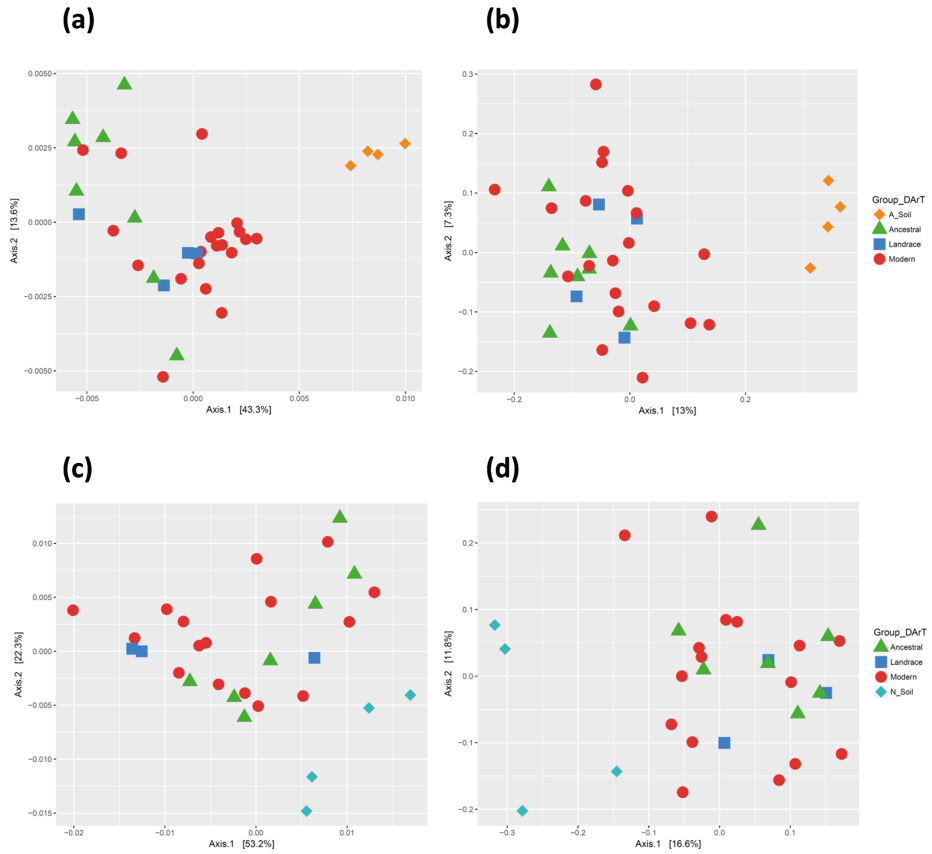 (a)
(b)
0.0050
0.0025
0.0000
−0.0025
−0.0050
Axis.2 [13.6%]
−0.005
0.000
0.005
0.010
Axis.1 [43.3%]
0.3
0.2
0.1
0.0
−0.1
−0.2
Axis.2 [7.3%]
−0.2
0.0
0.2
Axis.1 [13%]
Group_DArT
A_Soil
Ancestral
Landrace
Modern
(c)
(d)
0.010
0.005
0.000
−0.005
−0.010
−0.015
Axis.2 [22.3%]
−0.02
−0.01
0.00
0.01
Axis.1 [53.2%]
0.2
0.1
0.0
−0.1
−0.2
Axis.2 [11.8%]
−0.3
−0.2
−0.1
0.0
0.1
Axis.1 [16.6%]
Group_DArT
Ancestral
Landrace
Modern
N_Soil